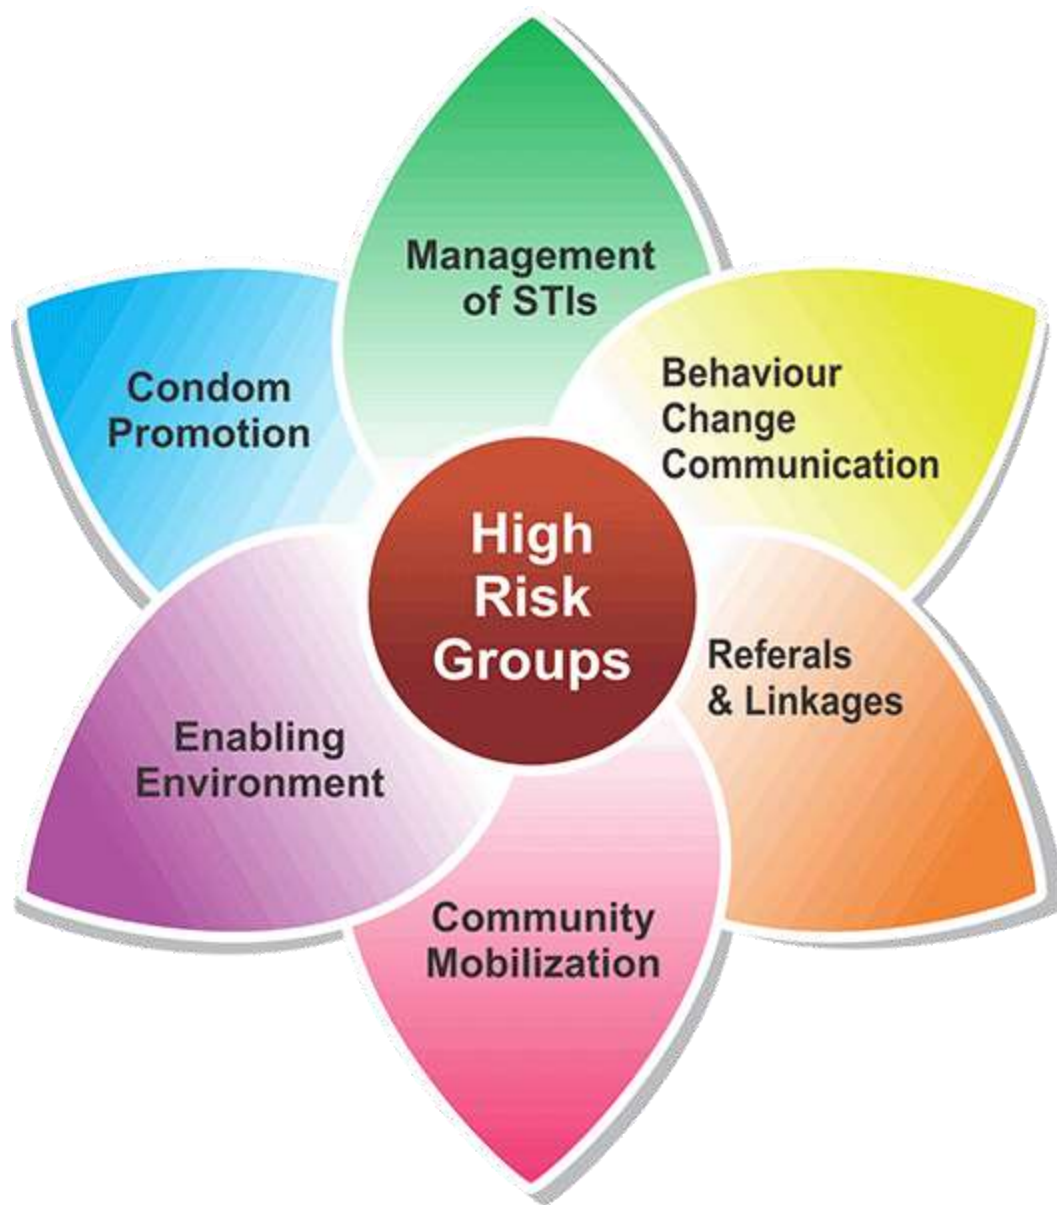 Management
of STIs
Behaviour
Change
Communication
Referals
& Linkages
Community
Mobilization
Enabling
Environment
Condom
Promotion
High
Risk
Groups